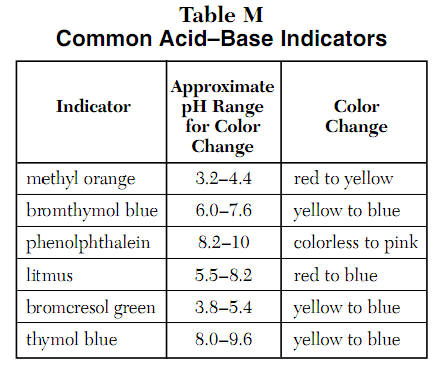 Table M
Common Acid–Base Indicators
Indicator
Approximate
pH Range
for Color
Change
Color
Change
methyl orange 3.2–4.4 red to yellow
bromthymol blue 6.0–7.6 yellow to blue
phenolphthalein 8.2–10 colorless to pink
litmus 5.5–8.2 red to blue
bromcresol green 3.8–5.4 yellow to blue
thymol blue 8.0–9.6 yellow to blue